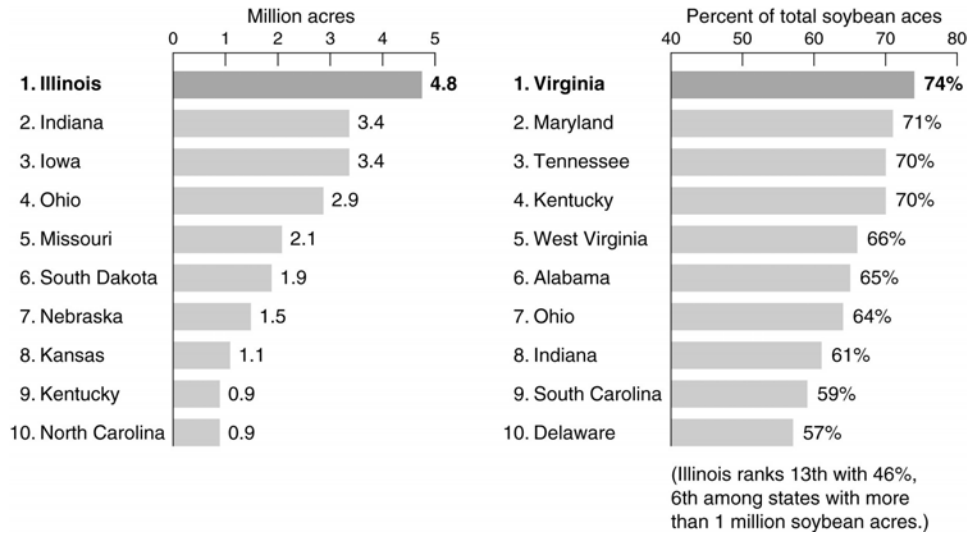 Million acres
0 1 2 3 4 5
1. Illinois 4.8
2. Indiana 3.4
3. Iowa 3.4
4. Ohio 2.9
5. Missouri 2.1
6. South Dakota 1.9
7. Nebraska 1.5
8. Kansas 1.1
9. Kentucky 0.9
10. North Carolina 0.9
Percent of total soybean aces
40 50 60 70 80
1. Virginia 74%
2. Maryland 71%
3. Tennessee 70%
4. Kentucky 70%
5. West Virginia 66%
6. Alabama 65%
7. Ohio 64%
8. Indiana 61%
9. South Carolina 59%
10. Delaware 57%
(Illinois ranks 13th with 46%,
6th among states with more
than 1 million soybean acres.)